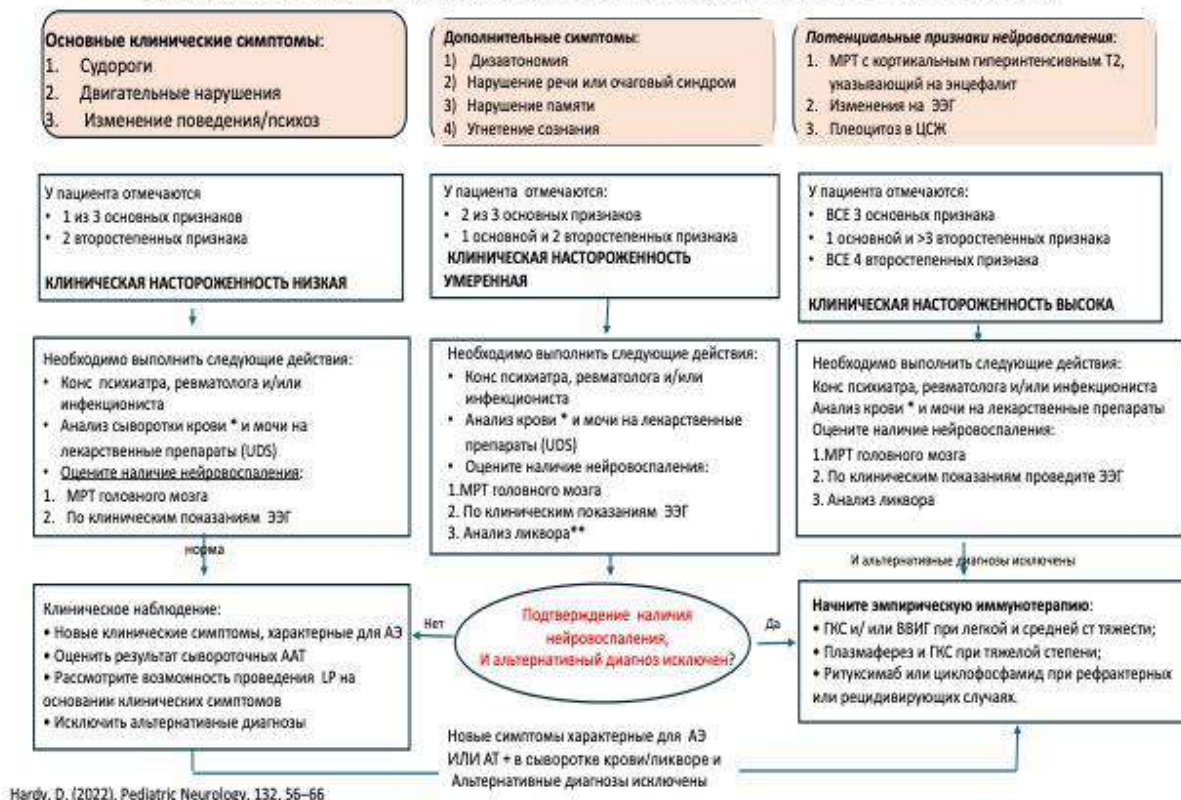 Основные клинические симптомы:
1. Судороги
2. Двигательные нарушения
3. Изменение поведения/психоз
Дополнительные симптомы:
1) Дизавтономия
2) Нарушение речи или очаговый синдром
3) Нарушение памяти
4) Угнетение сознания
Потенциальные признаки нейровоспаления:
1. МРТ с кортикальным гиперинтенсивным Т2,
указывающий на энцефалит
2. Изменения на ЭЭГ
3. Плеоцитоз в ЦСЖ
У пациента отмечаются
• 1 из 3 основных признаков
• 2 второстепенных признака
КЛИНИЧЕСКАЯ НАСТОРОЖЕННОСТЬ НИЗКАЯ
У пациента отмечаются:
• 2 из 3 основных признаков
• 1 основной и 2 второстепенных признака
КЛИНИЧЕСКАЯ НАСТОРОЖЕННОСТЬ
УМЕРЕННАЯ
У пациента отмечаются:
• ВСЕ 3 основных признака
• 1 основной и >3 второстепенных признака
• ВСЕ 4 второстепенных признака
КЛИНИЧЕСКАЯ НАСТОРОЖЕННОСТЬ ВЫСОКА
Необходимо выполнить следующие действия:
• Конс психиатра, ревматолога и/или
инфекциониста
• Анализ сыворотки крови * и мочи на
лекарственные препараты (UDS)
• Оцените наличие нейровоспаления:
1. МРТ головного мозга
2. По клиническим показаниям ЭЭГ
Необходимо выполнить следующие действия:
• Конс психиатра, ревматолога и/или
инфекциониста
• Анализ крови * и мочи на лекарственные
препараты (UDS)
• Оцените наличие нейровоспаления:
1.МРТ головного мозга
2. По клиническим показаниям ЭЭГ
3. Анализ ликвора**
Необходимо выполнить следующие действия:
Конс психиатра, ревматолога и/или инфекциониста
Анализ крови * и мочи на лекарственные препараты
Оцените наличие нейровоспаления:
1.МРТ головного мозга
2. По клиническим показаниям проведите ЭЭГ
3. Анализ ликвора
норма
И альтернативные диагнозы исключены
Клиническое наблюдение:
• Новые клинические симптомы, характерные для АЭ
• Оценить результат сывороточных ААТ
• Рассмотрите возможность проведения LP на
основании клинических симптомов
• Исключить альтернативные диагнозы
Нет
Подтверждение наличия
нейровоспаления,
И альтернативный диагноз исключен?
Да
Начните эмпирическую иммунотерапию:
• ГКС и/ или ВВИГ при легкой и средней ст тяжести;
• Плазмаферез и ГКС при тяжелой степени;
• Ритуксимаб или циклофосфамид при рефрактерных
или рецидивирующих случаях.
Новые симптомы характерные для АЭ
ИЛИ АТ + в сыворотке крови/ликворе и
Альтернативные диагнозы исключены
Hardy, D. (2022). Pediatric Neurology, 132, 56–66